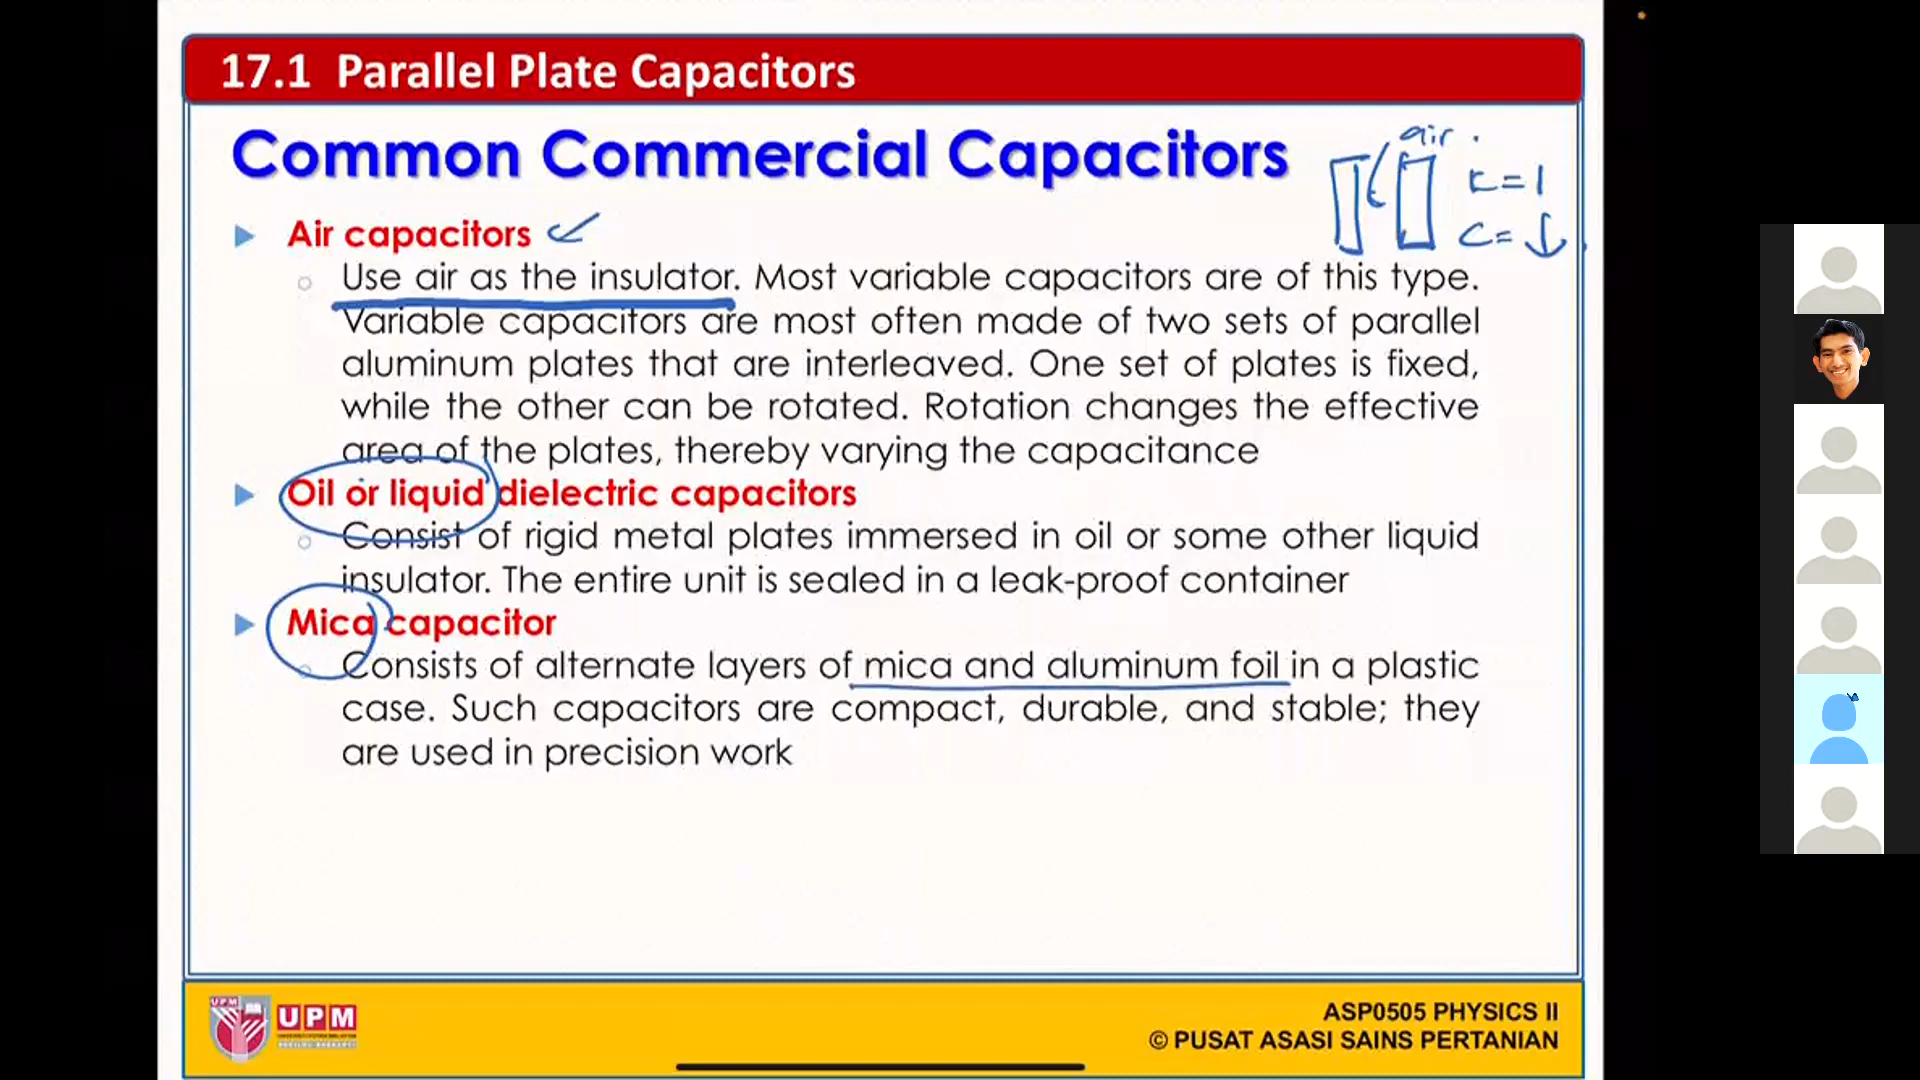 17.1 Parallel Plate Capacitors
Common Commercial Capacitors
air.
K=1
C=↓
Air capacitors
Use air as the insulator. Most variable capacitors are of this type.
Variable capacitors are most often made of two sets of parallel
aluminum plates that are interleaved. One set of plates is fixed,
while the other can be rotated. Rotation changes the effective
area of the plates, thereby varying the capacitance
Oil or liquid dielectric capacitors
Consist of rigid metal plates immersed in oil or some other liquid
insulator. The entire unit is sealed in a leak-proof container
Mica capacitor
Consists of alternate layers of mica and aluminum foil in a plastic
case. Such capacitors are compact, durable, and stable; they
are used in precision work
UPM
UPM
ASP0505 PHYSICS II
© PUSAT ASASI SAINS PERTANIAN